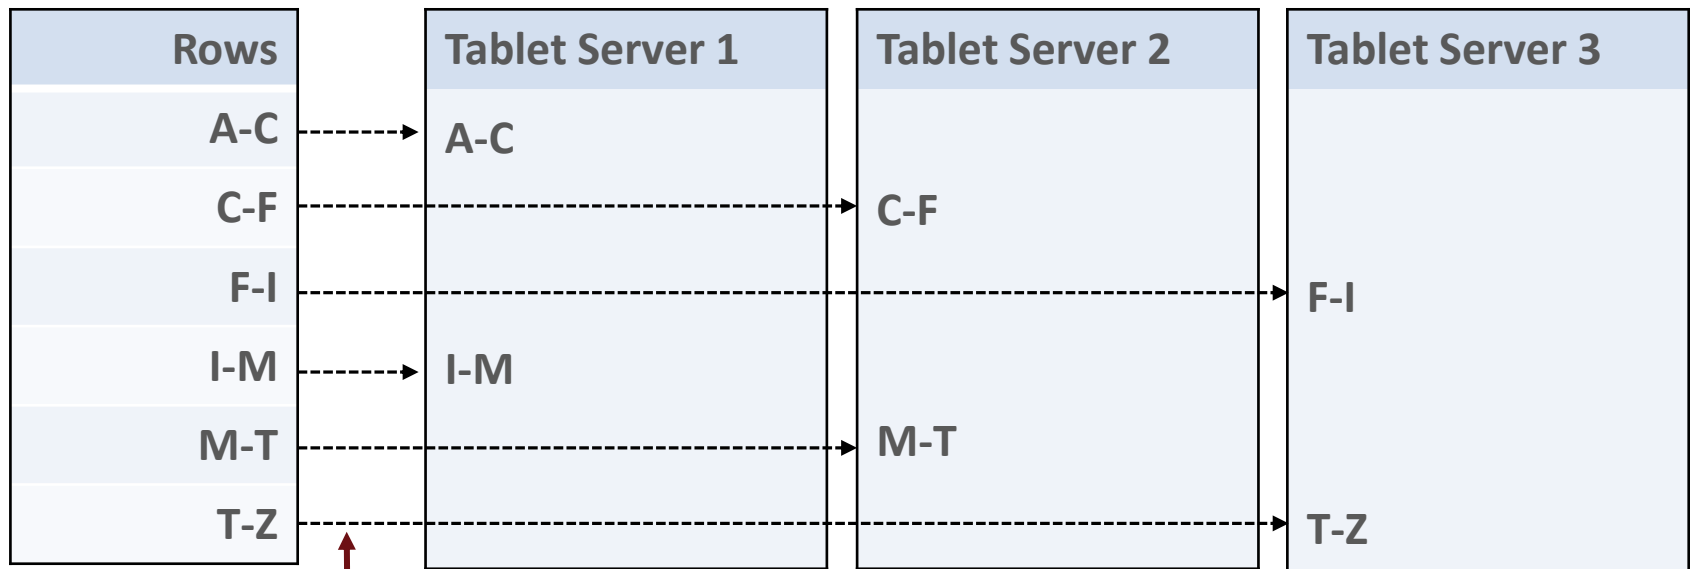 Rows
A-C
C-F
F-I
I-M
M-T
T-Z
Tablet Server 1
A-C
I-M
Tablet Server 2
C-F
M-T
Tablet Server 3
F-I
T-Z